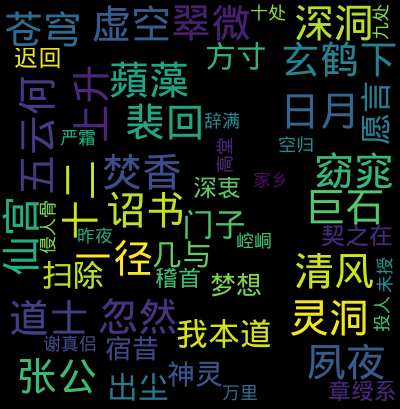 苍穹
虚空
翠微
十处
深洞
九处
迟回
方寸
玄鹤下
五云何
上升
蘋藻
日月
愿言
裴回
辞满
严霜
空归
高堂
焚香
窈窕
家乡
十二
深衷
仙宫
侵人骨
诏书
巨石
门子
昨夜
契之在
一径
几与
崆峒
清风
未授
扫除
稽首
梦想
道士
忽然
灵洞
投人
我本道
谢真侣
宿昔
夙夜
张公
出尘
神灵
万里
章绶系